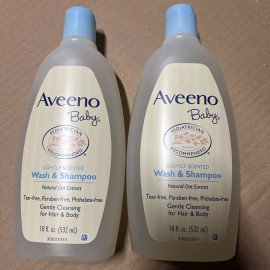 Aveeno
Baby
PEDIATRICIAN
RECOMMENDED
LIGHTLY SCENTED
Wash & Shampoo
Natural Oat Extract
Tear-free, Paraben-free, Phthalate-free
Gentle Cleansing
for Hair & Body
18 fl. oz. (532 mL)
Aveeno
Baby
PEDIATRICIAN
RECOMMENDED
LIGHTLY SCENTED
Wash & Shampoo
Natural Oat Extract
Tear-free, Paraben-free, Phthalate-free
Gentle Cleansing
for Hair & Body
18 fl. oz. (532 mL)